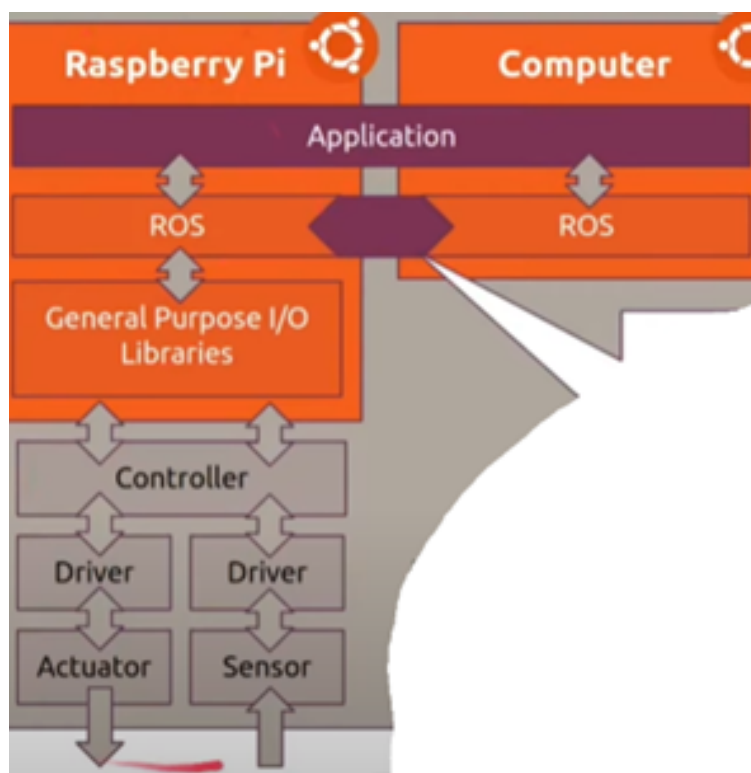 Raspberry Pi
Computer
Application
ROS
ROS
General Purpose I/O
Libraries
Controller
Driver
Driver
Actuator
Sensor